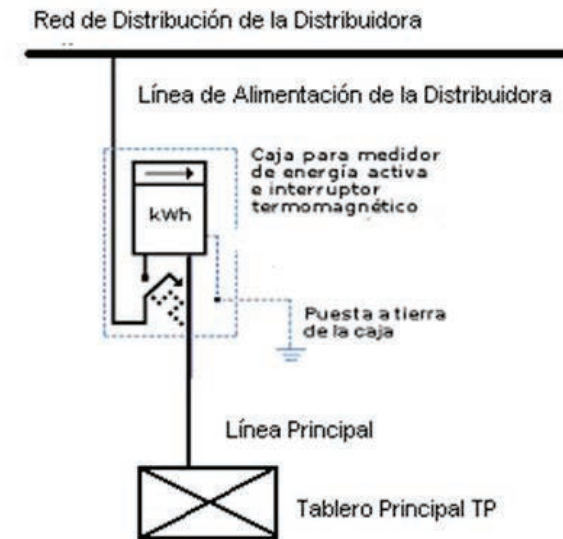 Red de Distribución de la Distribuidora
Línea de Alimentación de la Distribuidora
Caja para medidor
de energía activa
e interruptor
termomagnético
kWh
Puesta a tierra
de la caja
Línea Principal
Tablero Principal TP